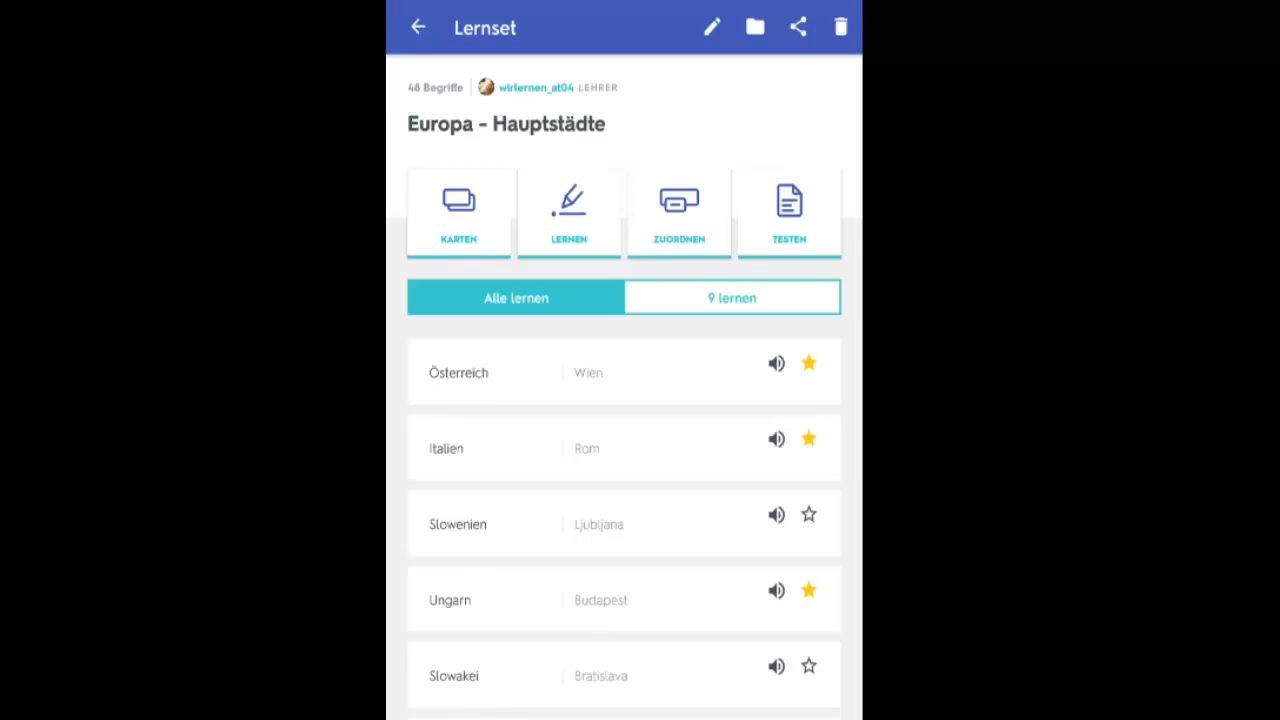 Lernset
48 Begriffe wirlernen_at04 LEHRER
Europa - Hauptstädte
KARTEN LERNEN ZUORDNEN TESTEN
Alle lernen 9 lernen
Österreich Wien
Italien Rom
Slowenien Ljubljana
Ungarn Budapest
Slowakei Bratislava